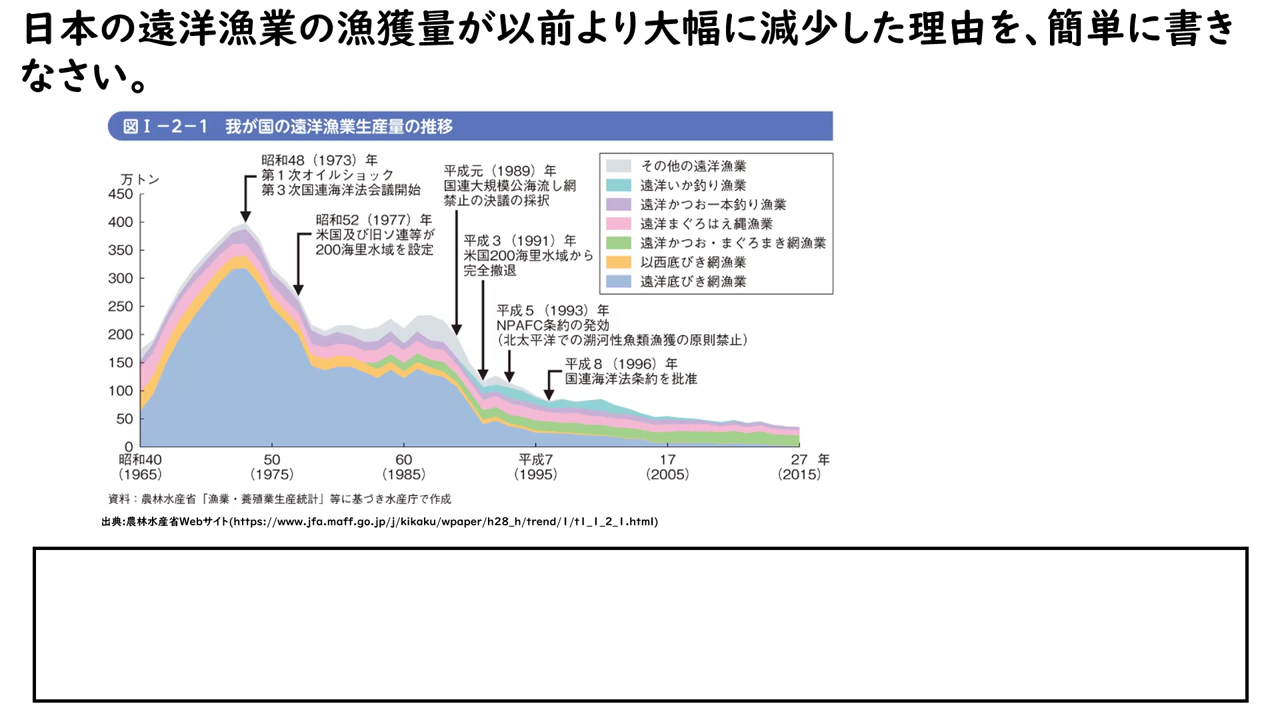 日本の遠洋漁業の漁獲量が以前より大幅に減少した理由を、簡単に書き
なさい。
図Ⅰ－2－1 我が国の遠洋漁業生産量の推移
万トン
450
400
350
300
250
200
150
100
50
0
昭和48（1973）年
第1次オイルショック
第3次国連海洋法会議開始
昭和52（1977）年
米国及び旧ソ連等が
200海里水域を設定
平成元（1989）年
国連大規模公海流し網
禁止の決議の採択
平成3（1991）年
米国200海里水域から
完全撤退
平成5（1993）年
NPAFC条約の発効
（北太平洋での溯河性魚類漁獲の原則禁止）
平成8（1996）年
国連海洋法条約を批准
その他の遠洋漁業
遠洋いか釣り漁業
遠洋かつお一本釣り漁業
遠洋まぐろはえ縄漁業
遠洋かつお・まぐろまき網漁業
以西底びき網漁業
遠洋底びき網漁業
昭和40 50 60 平成7 17 27 年
（1965） （1975） （1985） （1995） （2005） （2015）
資料：農林水産省「漁業・養殖業生産統計」等に基づき水産庁で作成
出典:農林水産省Webサイト(https://www.jfa.maff.go.jp/j/kikaku/wpaper/h28_h/trend/1/t1_1_2_1.html)